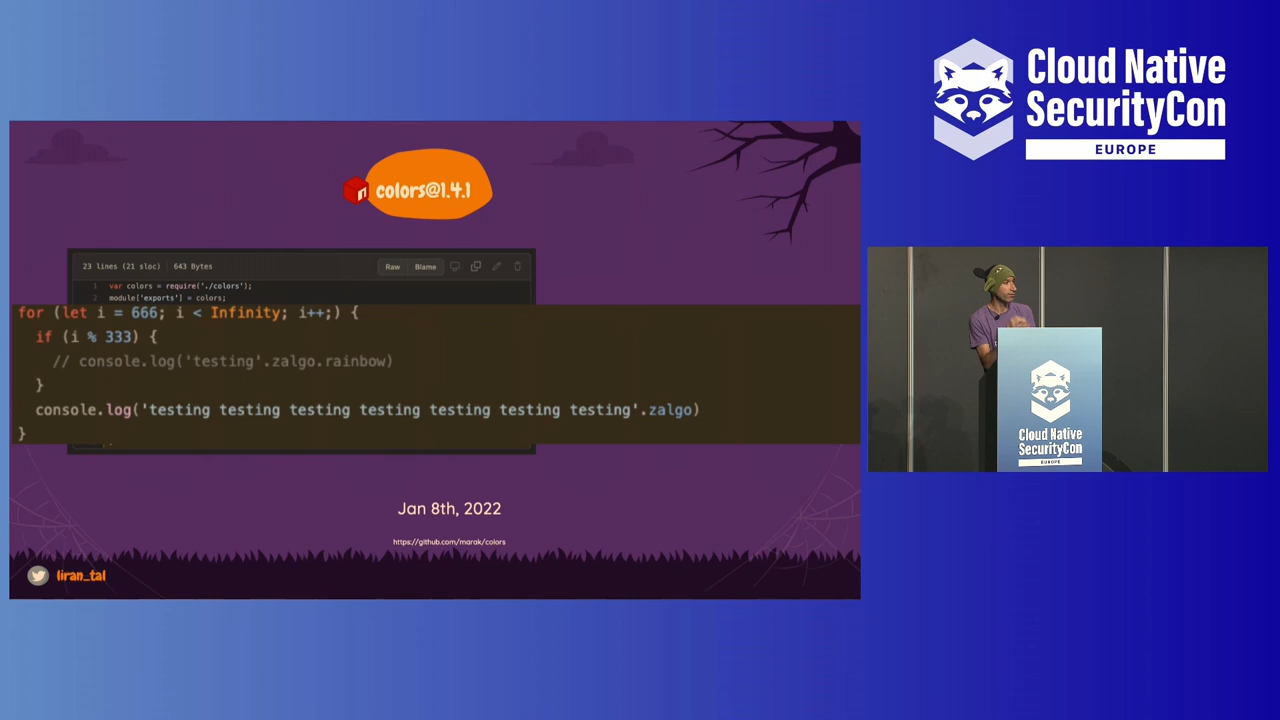 Cloud Native
SecurityCon
EUROPE
colors@1.4.1
23 lines (21 sloc) | 643 Bytes
Raw Blame
1 var colors = require('./colors');
2 module['exports'] = colors;
for (let i = 666; i < Infinity; i++;) {
if (i % 333) {
// console.log('testing'.zalgo.rainbow)
}
console.log('testing testing testing testing testing testing testing'.zalgo)
}
Jan 8th, 2022
https://github.com/marak/colors
liran_tal
Cloud Native
SecurityCon
EUROPE